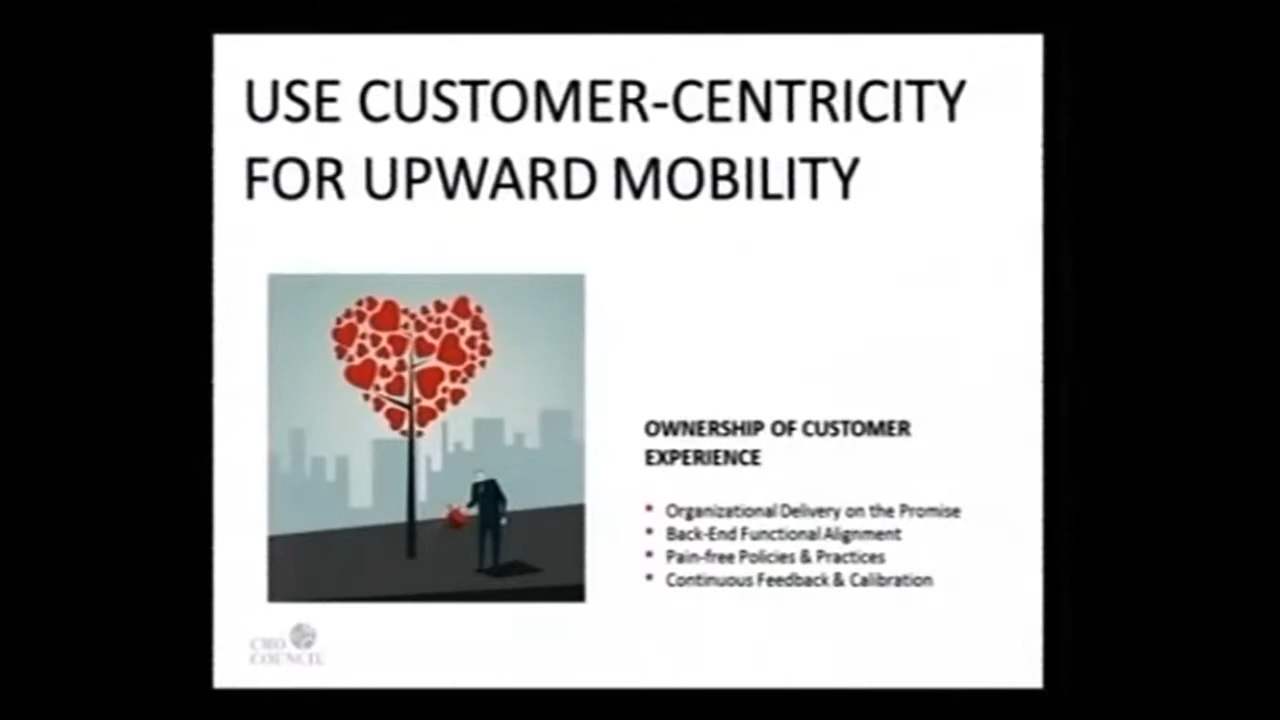 USE CUSTOMER-CENTRICITY
FOR UPWARD MOBILITY
OWNERSHIP OF CUSTOMER
EXPERIENCE
Organizational Delivery on the Promise
Back-End Functional Alignment
Pain-free Policies & Practices
Continuous Feedback & Calibration
COUNCIL